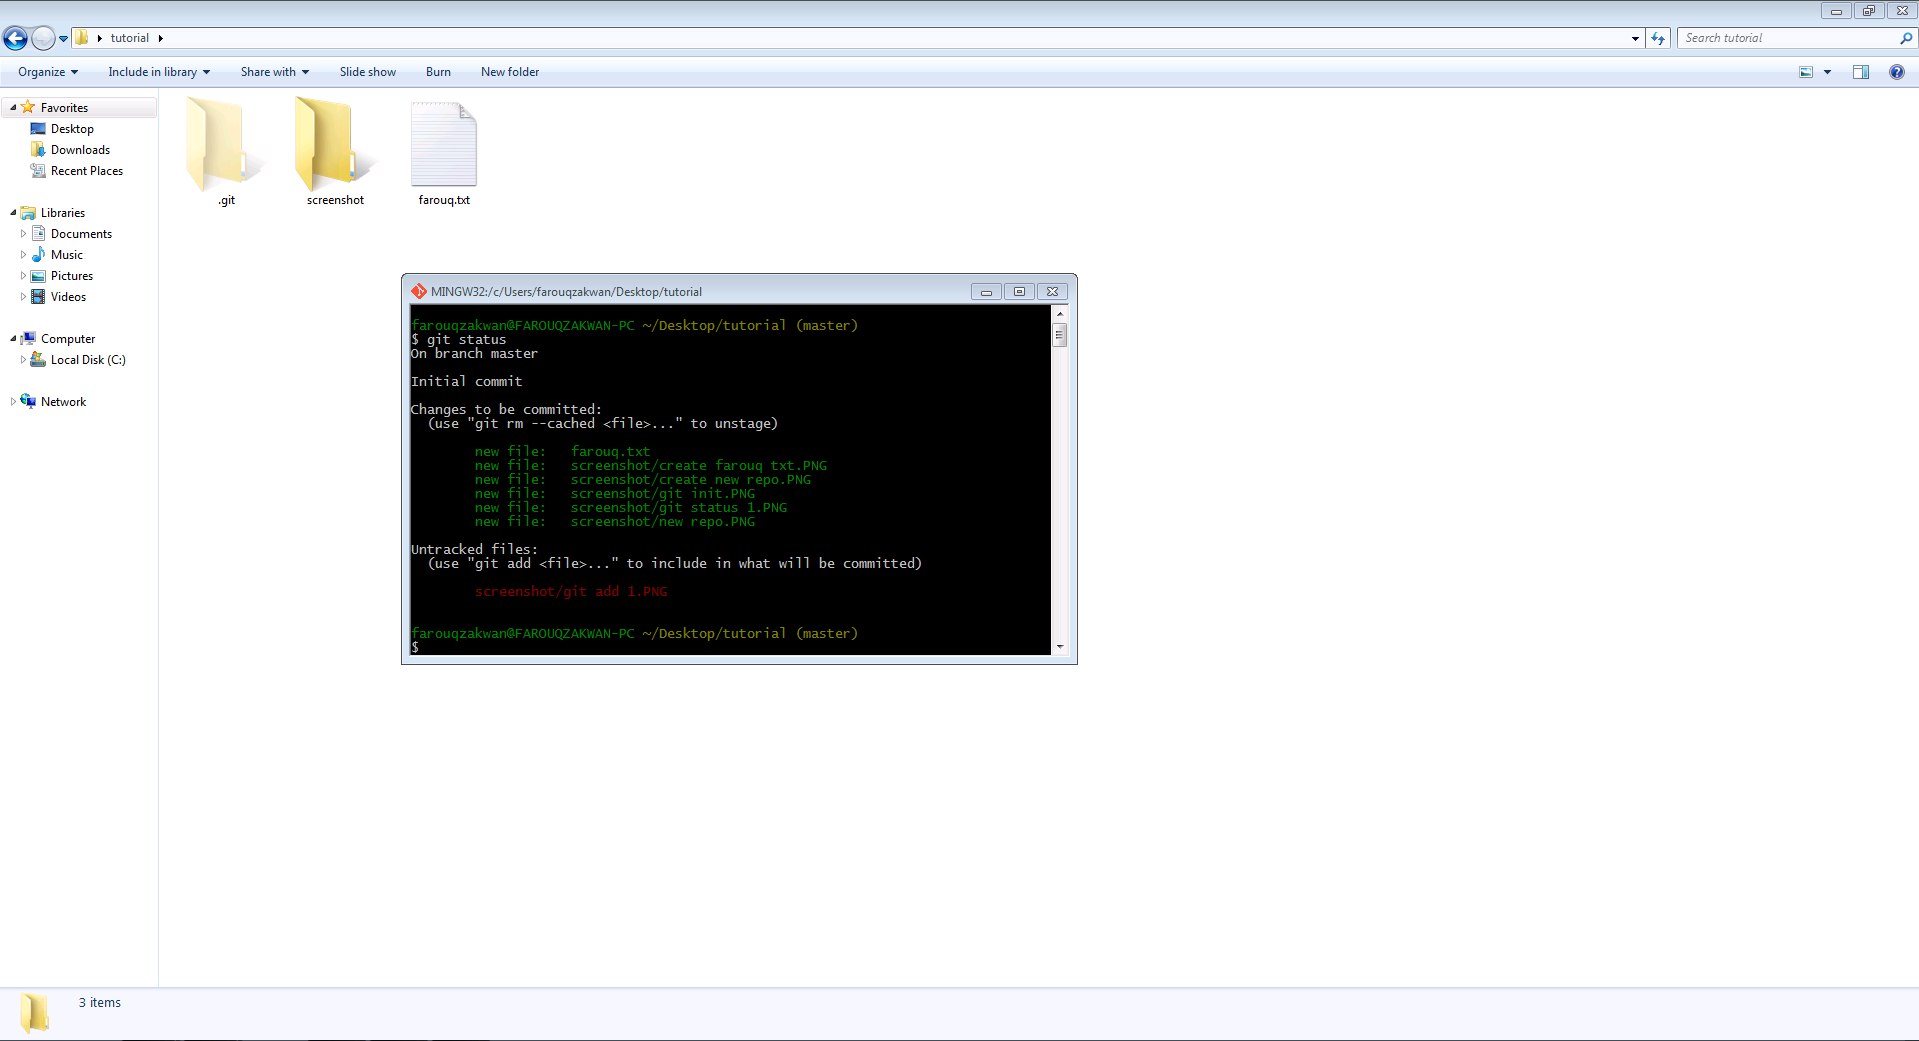 tutorial
Search tutorial
Organize
Include in library
Share with
Slide show
Burn
New folder
Favorites
Desktop
Downloads
Recent Places
Libraries
Documents
Music
Pictures
Videos
Computer
Local Disk (C:)
Network
.git
screenshot
farouq.txt
MINGW32:/c/Users/farouqzakwan/Desktop/tutorial
farouqzakwan@FAROUQZAKWAN-PC ~/Desktop/tutorial (master)
$ git status
On branch master
Initial commit
Changes to be committed:
(use "git rm --cached <file>..." to unstage)
new file:   farouq.txt
new file:   screenshot/create farouq txt.PNG
new file:   screenshot/create new repo.PNG
new file:   screenshot/git init.PNG
new file:   screenshot/git status 1.PNG
new file:   screenshot/new repo.PNG
Untracked files:
(use "git add <file>..." to include in what will be committed)
screenshot/git add 1.PNG
farouqzakwan@FAROUQZAKWAN-PC ~/Desktop/tutorial (master)
$
3 items